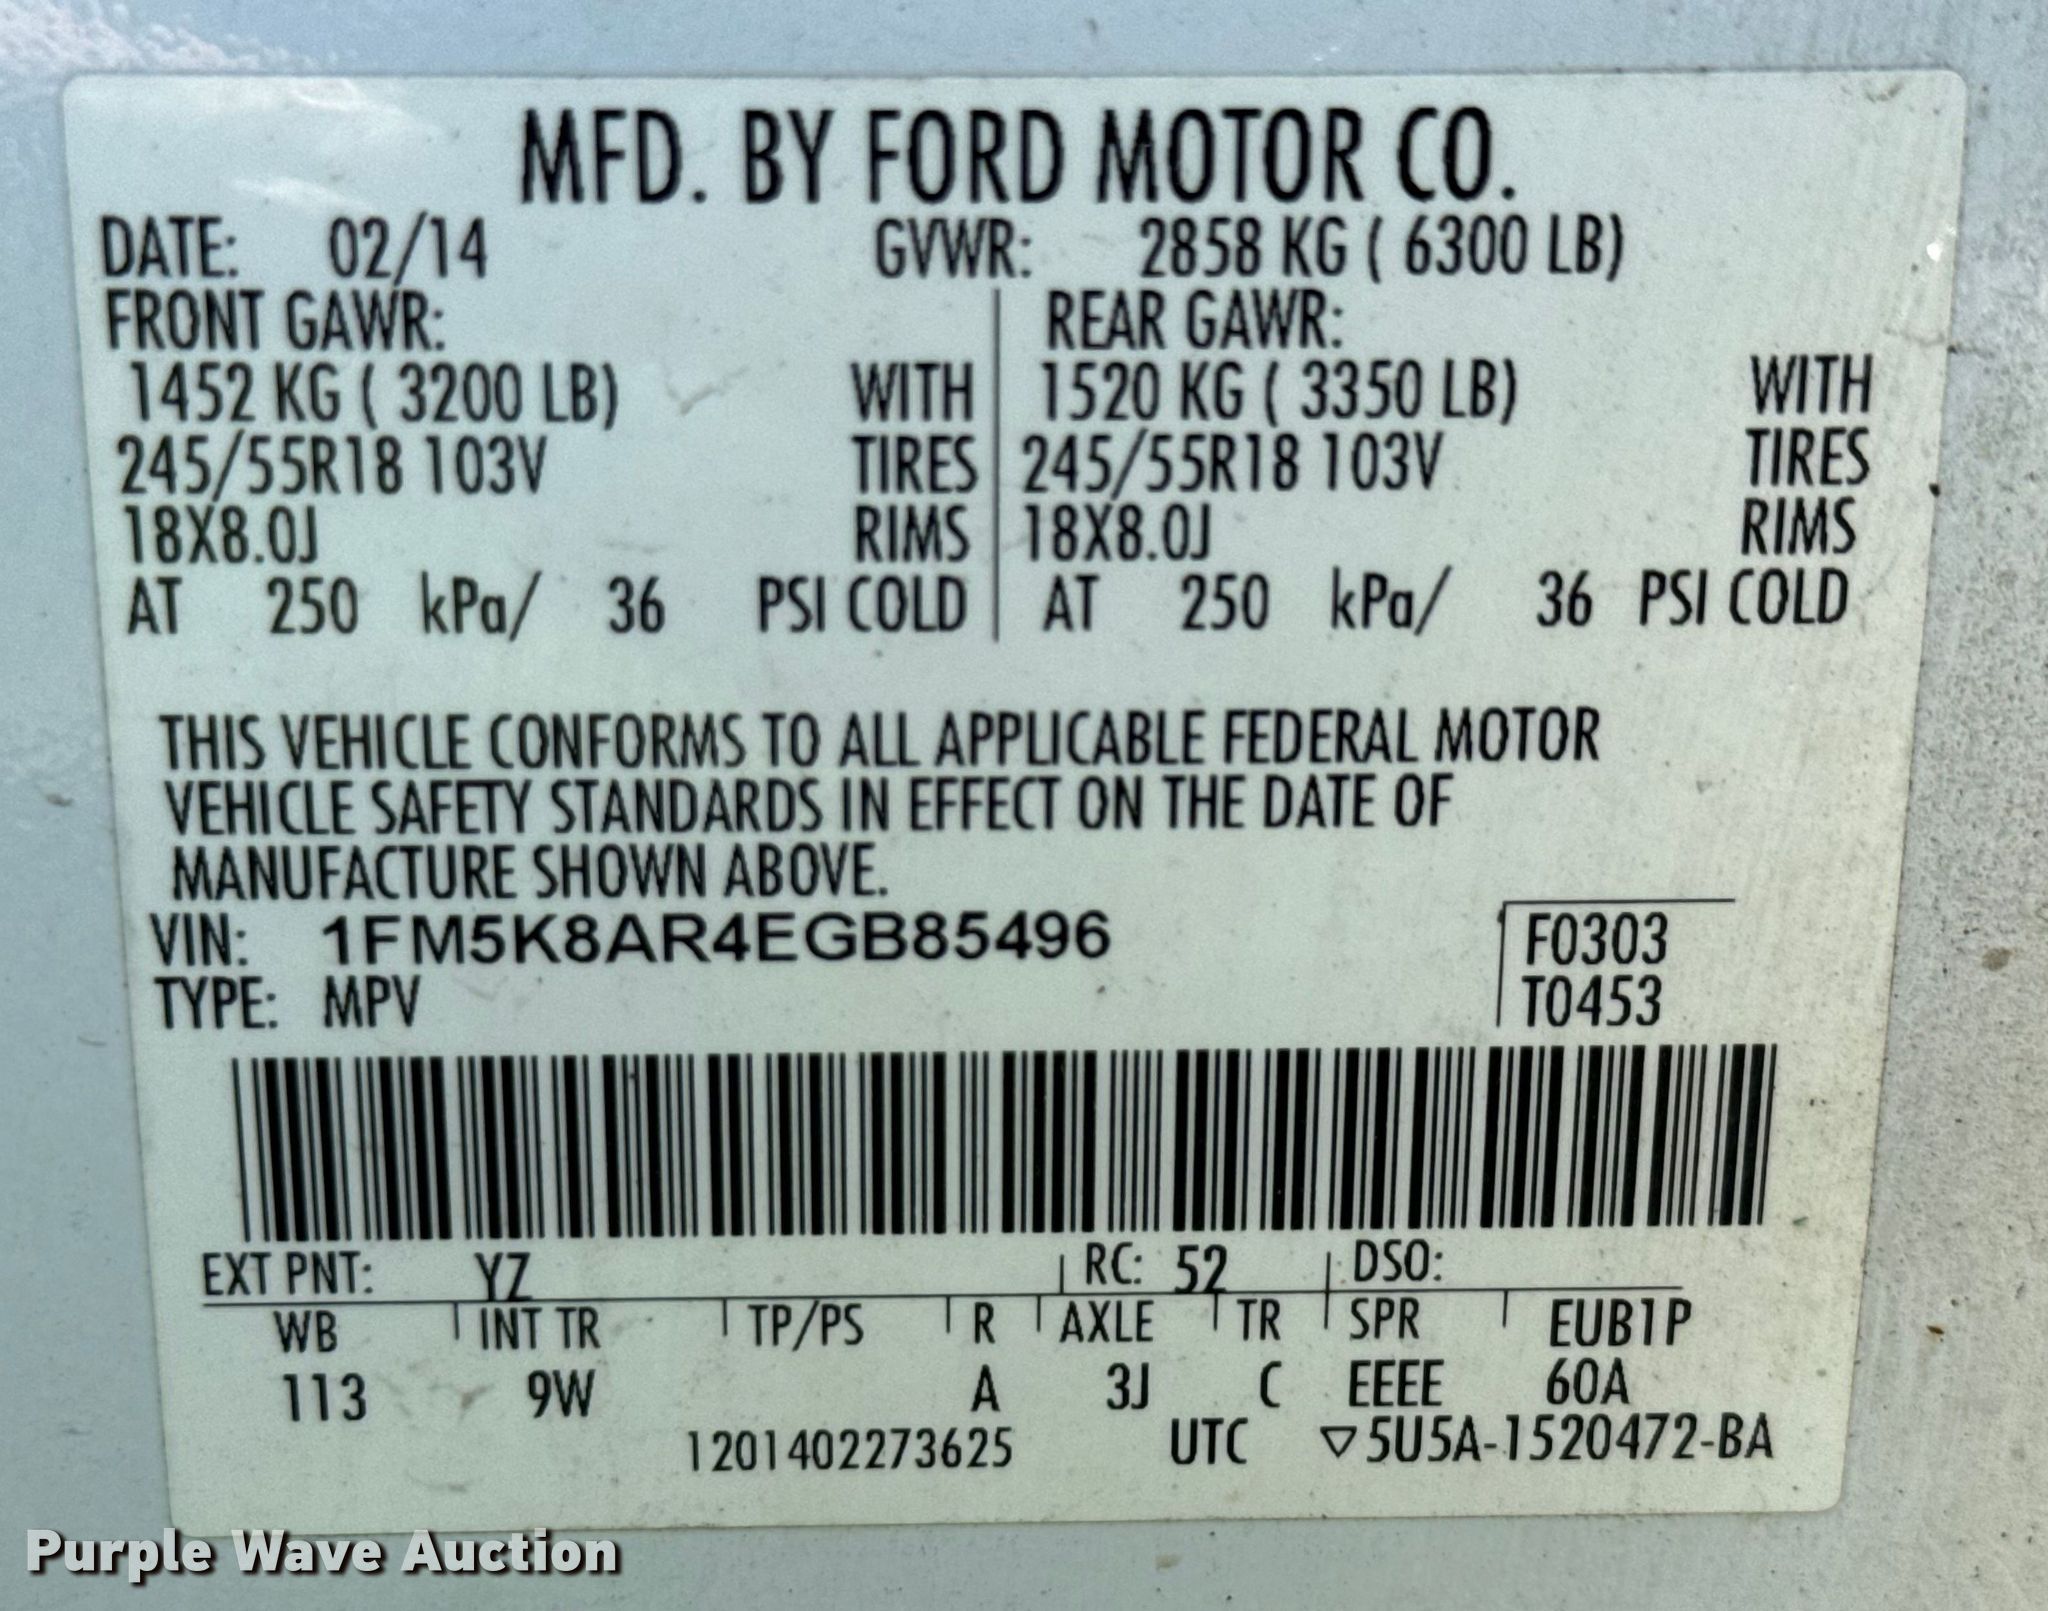 MFD. BY FORD MOTOR CO.
DATE: 02/14 GVWR: 2858 KG ( 6300 LB)
FRONT GAWR: REAR GAWR:
1452 KG ( 3200 LB) WITH 1520 KG ( 3350 LB) WITH
245/55R18 103V TIRES 245/55R18 103V TIRES
18X8.0J RIMS 18X8.0J RIMS
AT 250 kPa/ 36 PSI COLD AT 250 kPa/ 36 PSI COLD
THIS VEHICLE CONFORMS TO ALL APPLICABLE FEDERAL MOTOR
VEHICLE SAFETY STANDARDS IN EFFECT ON THE DATE OF
MANUFACTURE SHOWN ABOVE.
VIN: 1FM5K8AR4EGB85496 F0303
TYPE: MPV T0453
EXT PNT: YZ RC: 52 DSO:
WB INT TR TP/PS R AXLE TR SPR EUB1P
113 9W A 3J C EEEE 60A
1201402273625 UTC ▽5U5A-1520472-BA
Purple Wave Auction